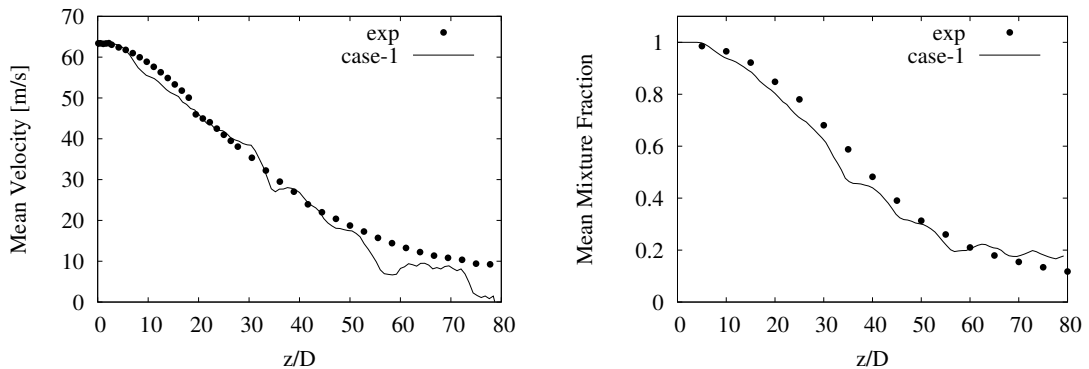 70
60
50
40
30
20
10
0
0 10 20 30 40 50 60 70 80
Mean Velocity [m/s]
z/D
exp
case-1
1
0.8
0.6
0.4
0.2
0
0 10 20 30 40 50 60 70 80
Mean Mixture Fraction
z/D
exp
case-1